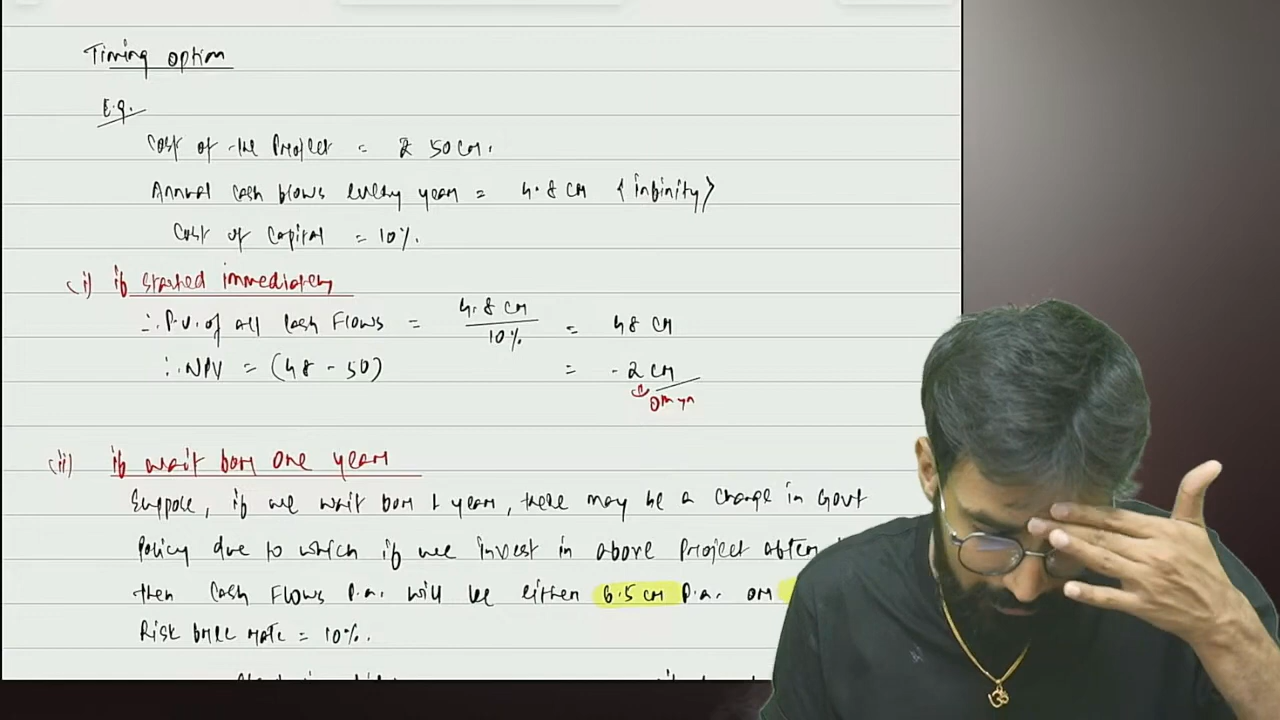 Timing option
E.g.
Cost of the Project = ₹ 50 cr.
Annual cash flows every year = 4.8 cr {infinity}
Cost of Capital = 10%.
(i) if started immediately
∴ P.V. of all Cash Flows = 4.8 cr / 10% = 48 cr
∴ NPV = (48 - 50) = -2 cr
(ii) if wait for one year
Suppose, if we wait for 1 year, there may be a change in Govt
Policy due to which if we invest in above Project after
then Cash Flows P.a. will be either 6.5 cr P.a. or
Risk free rate = 10%.